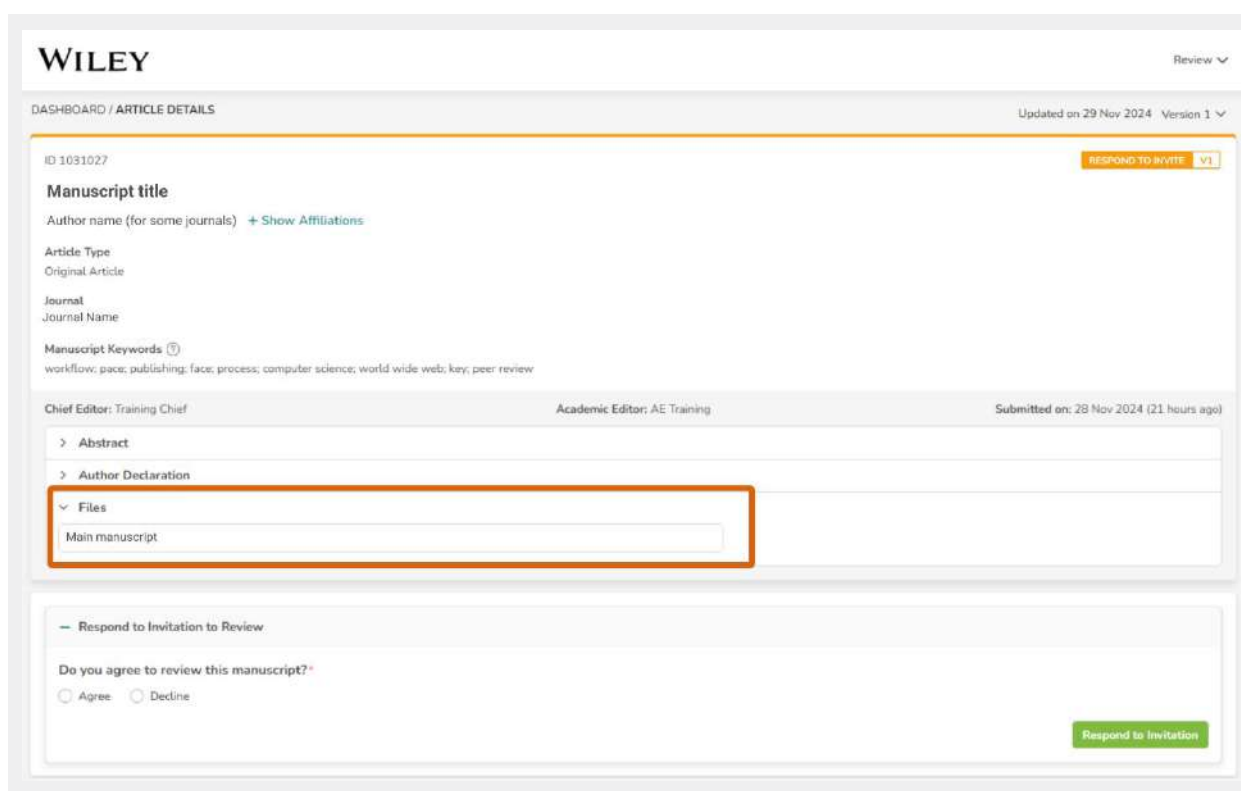 WILEY
Review
DASHBOARD / ARTICLE DETAILS
Updated on 29 Nov 2024 Version 1
ID 1031027
RESPOND TO INVITE V1
Manuscript title
Author name (for some journals) + Show Affiliations
Article Type
Original Article
Journal
Journal Name
Manuscript Keywords ?
workflow; pace; publishing; face; process; computer science; world wide web; key; peer review
Chief Editor: Training Chief Academic Editor: AE Training Submitted on: 28 Nov 2024 (21 hours ago)
> Abstract
> Author Declaration
Files
Main manuscript
− Respond to Invitation to Review
Do you agree to review this manuscript?*
Agree Decline
Respond to Invitation